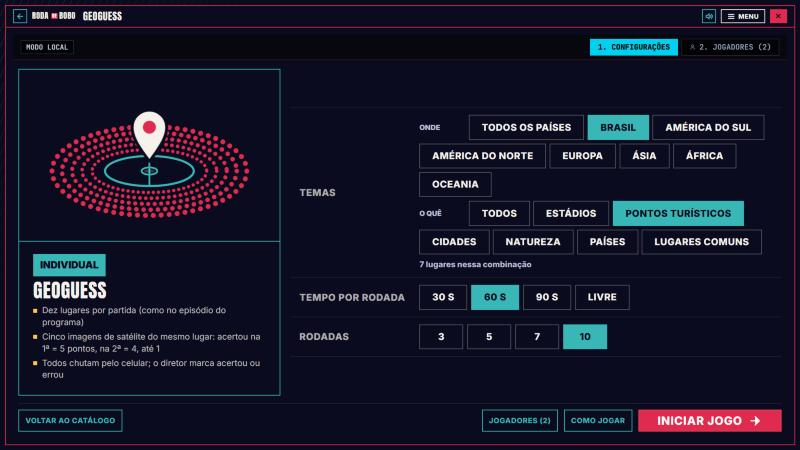 RODA DE BOBO GEOGUESS
MENU
MODO LOCAL
1. CONFIGURAÇÕES
2. JOGADORES (2)
INDIVIDUAL
GEOGUESS
Dez lugares por partida (como no episódio do
programa)
Cinco imagens de satélite do mesmo lugar: acertou na
1ª = 5 pontos, na 2ª = 4, até 1
Todos chutam pelo celular; o diretor marca acertou ou
errou
TEMAS
ONDE TODOS OS PAÍSES BRASIL AMÉRICA DO SUL
AMÉRICA DO NORTE EUROPA ÁSIA ÁFRICA
OCEANIA
O QUÊ TODOS ESTÁDIOS PONTOS TURÍSTICOS
CIDADES NATUREZA PAÍSES LUGARES COMUNS
7 lugares nessa combinação
TEMPO POR RODADA 30 S 60 S 90 S LIVRE
RODADAS 3 5 7 10
VOLTAR AO CATÁLOGO
JOGADORES (2)
COMO JOGAR
INICIAR JOGO